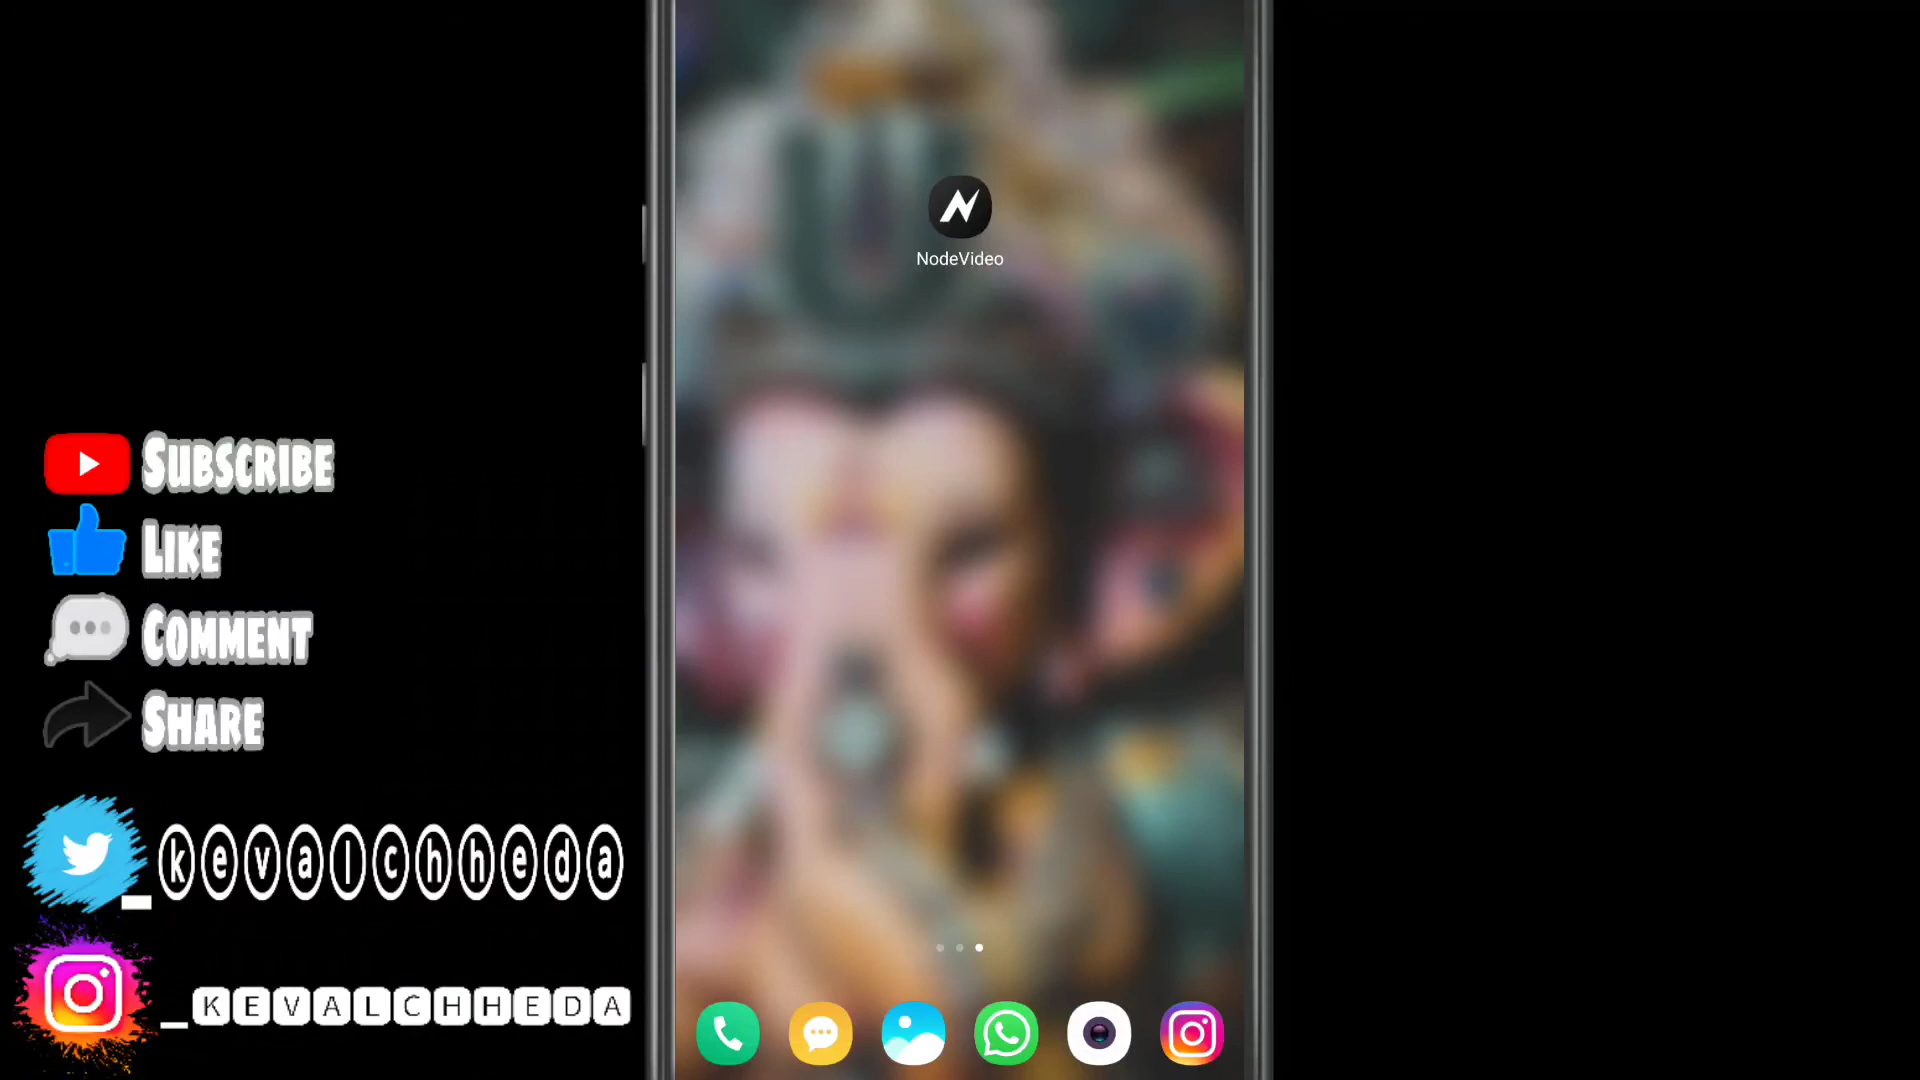 NodeVideo
SUBSCRIBE
LIKE
COMMENT
SHARE
_ⓚⓔⓥⓐⓛⓒⓗⓗⓔⓓⓐ
_🄺🄴🅅🄰🄻🄲🄷🄷🄴🄳🄰